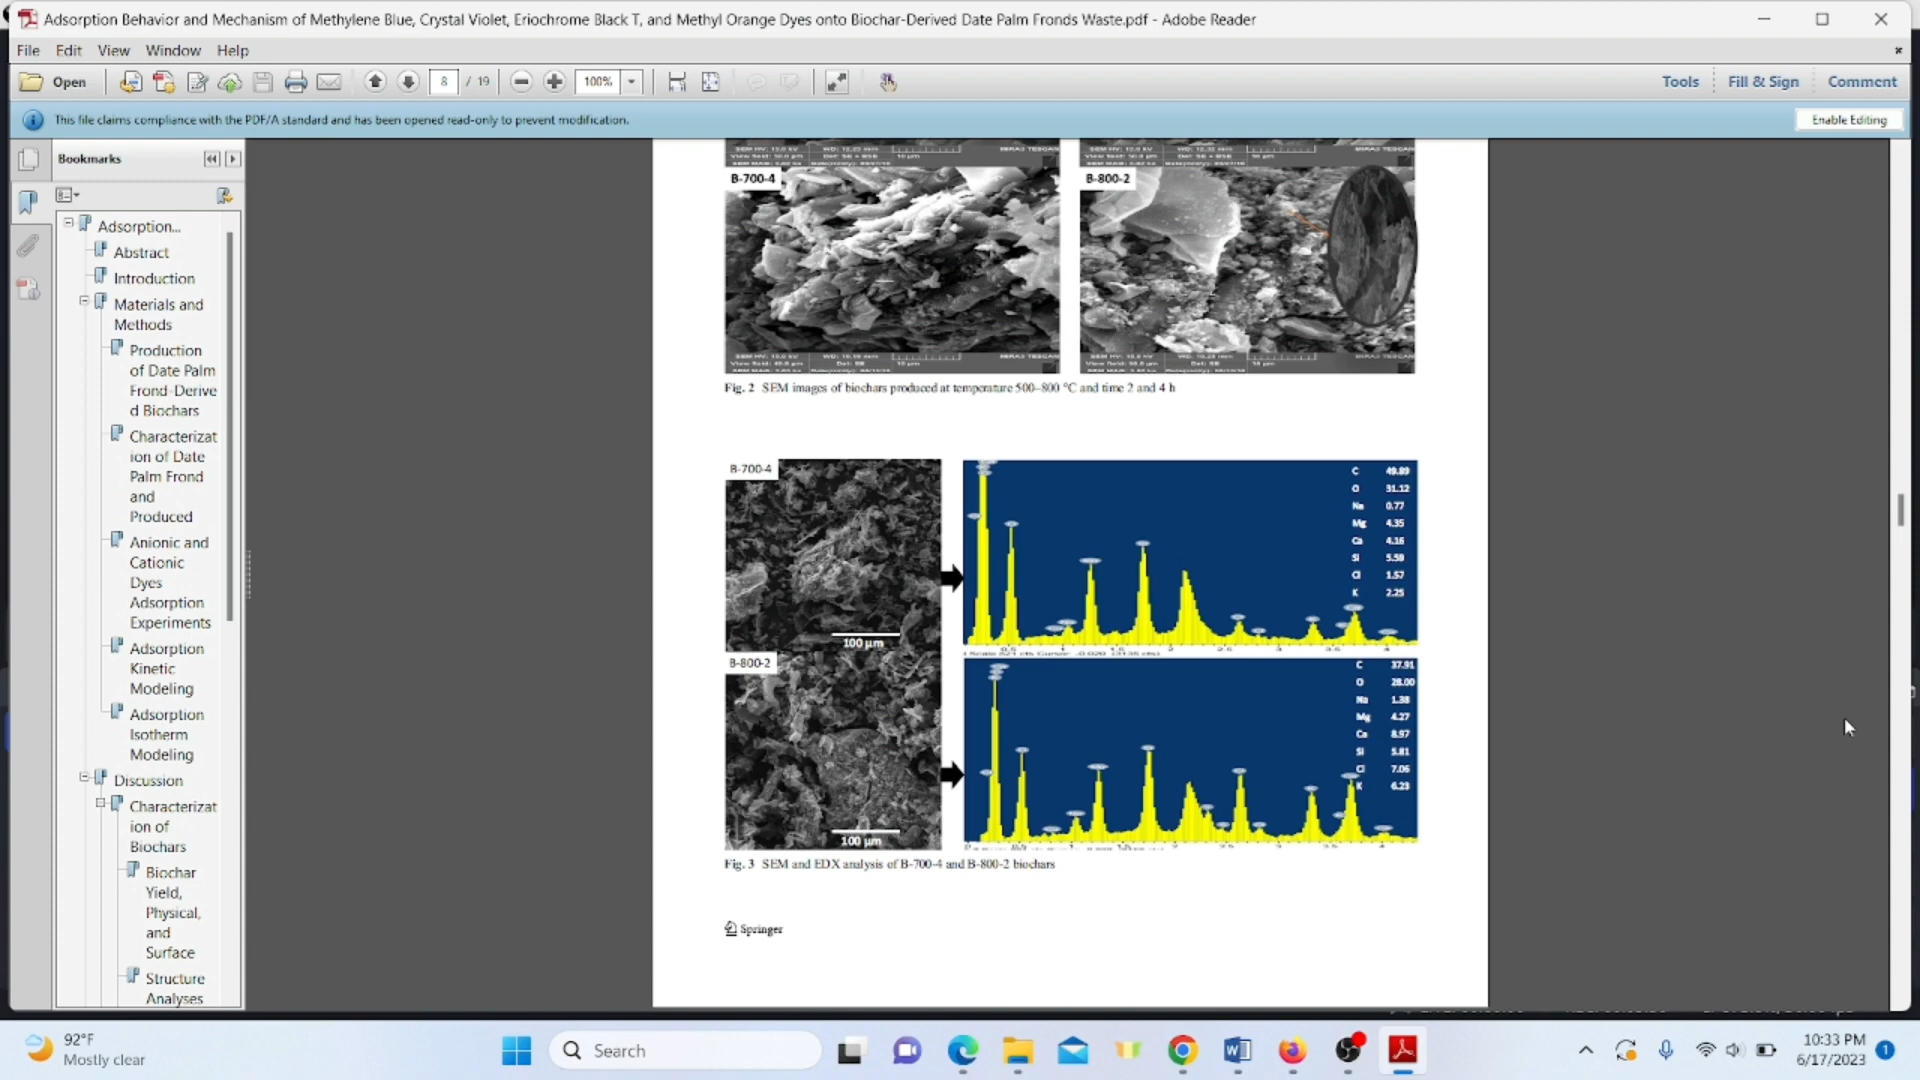 Adsorption Behavior and Mechanism of Methylene Blue, Crystal Violet, Eriochrome Black T, and Methyl Orange Dyes onto Biochar-Derived Date Palm Fronds Waste.pdf - Adobe Reader
File Edit View Window Help
Open 8 / 19 100% Tools Fill & Sign Comment
This file claims compliance with the PDF/A standard and has been opened read-only to prevent modification. Enable Editing
Bookmarks
Adsorption...
Abstract
Introduction
Materials and
Methods
Production
of Date Palm
Frond-Derive
d Biochars
Characterizat
ion of Date
Palm Frond
and
Produced
Anionic and
Cationic
Dyes
Adsorption
Experiments
Adsorption
Kinetic
Modeling
Adsorption
Isotherm
Modeling
Discussion
Characterizat
ion of
Biochars
Biochar
Yield,
Physical,
and
Surface
Structure
Analyses
B-700-4
B-800-2
Fig. 2 SEM images of biochars produced at temperature 500–800 °C and time 2 and 4 h
B-700-4
100 µm
C 49.89
O 31.12
Na 0.77
Mg 4.35
Ca 4.16
Si 5.59
Cl 1.57
K 2.25
B-800-2
100 µm
C 37.91
O 28.00
Na 1.38
Mg 4.27
Ca 8.97
Si 5.81
Cl 7.06
K 6.23
Fig. 3 SEM and EDX analysis of B-700-4 and B-800-2 biochars
Springer
92°F
Mostly clear
Search
10:33 PM
6/17/2023
1